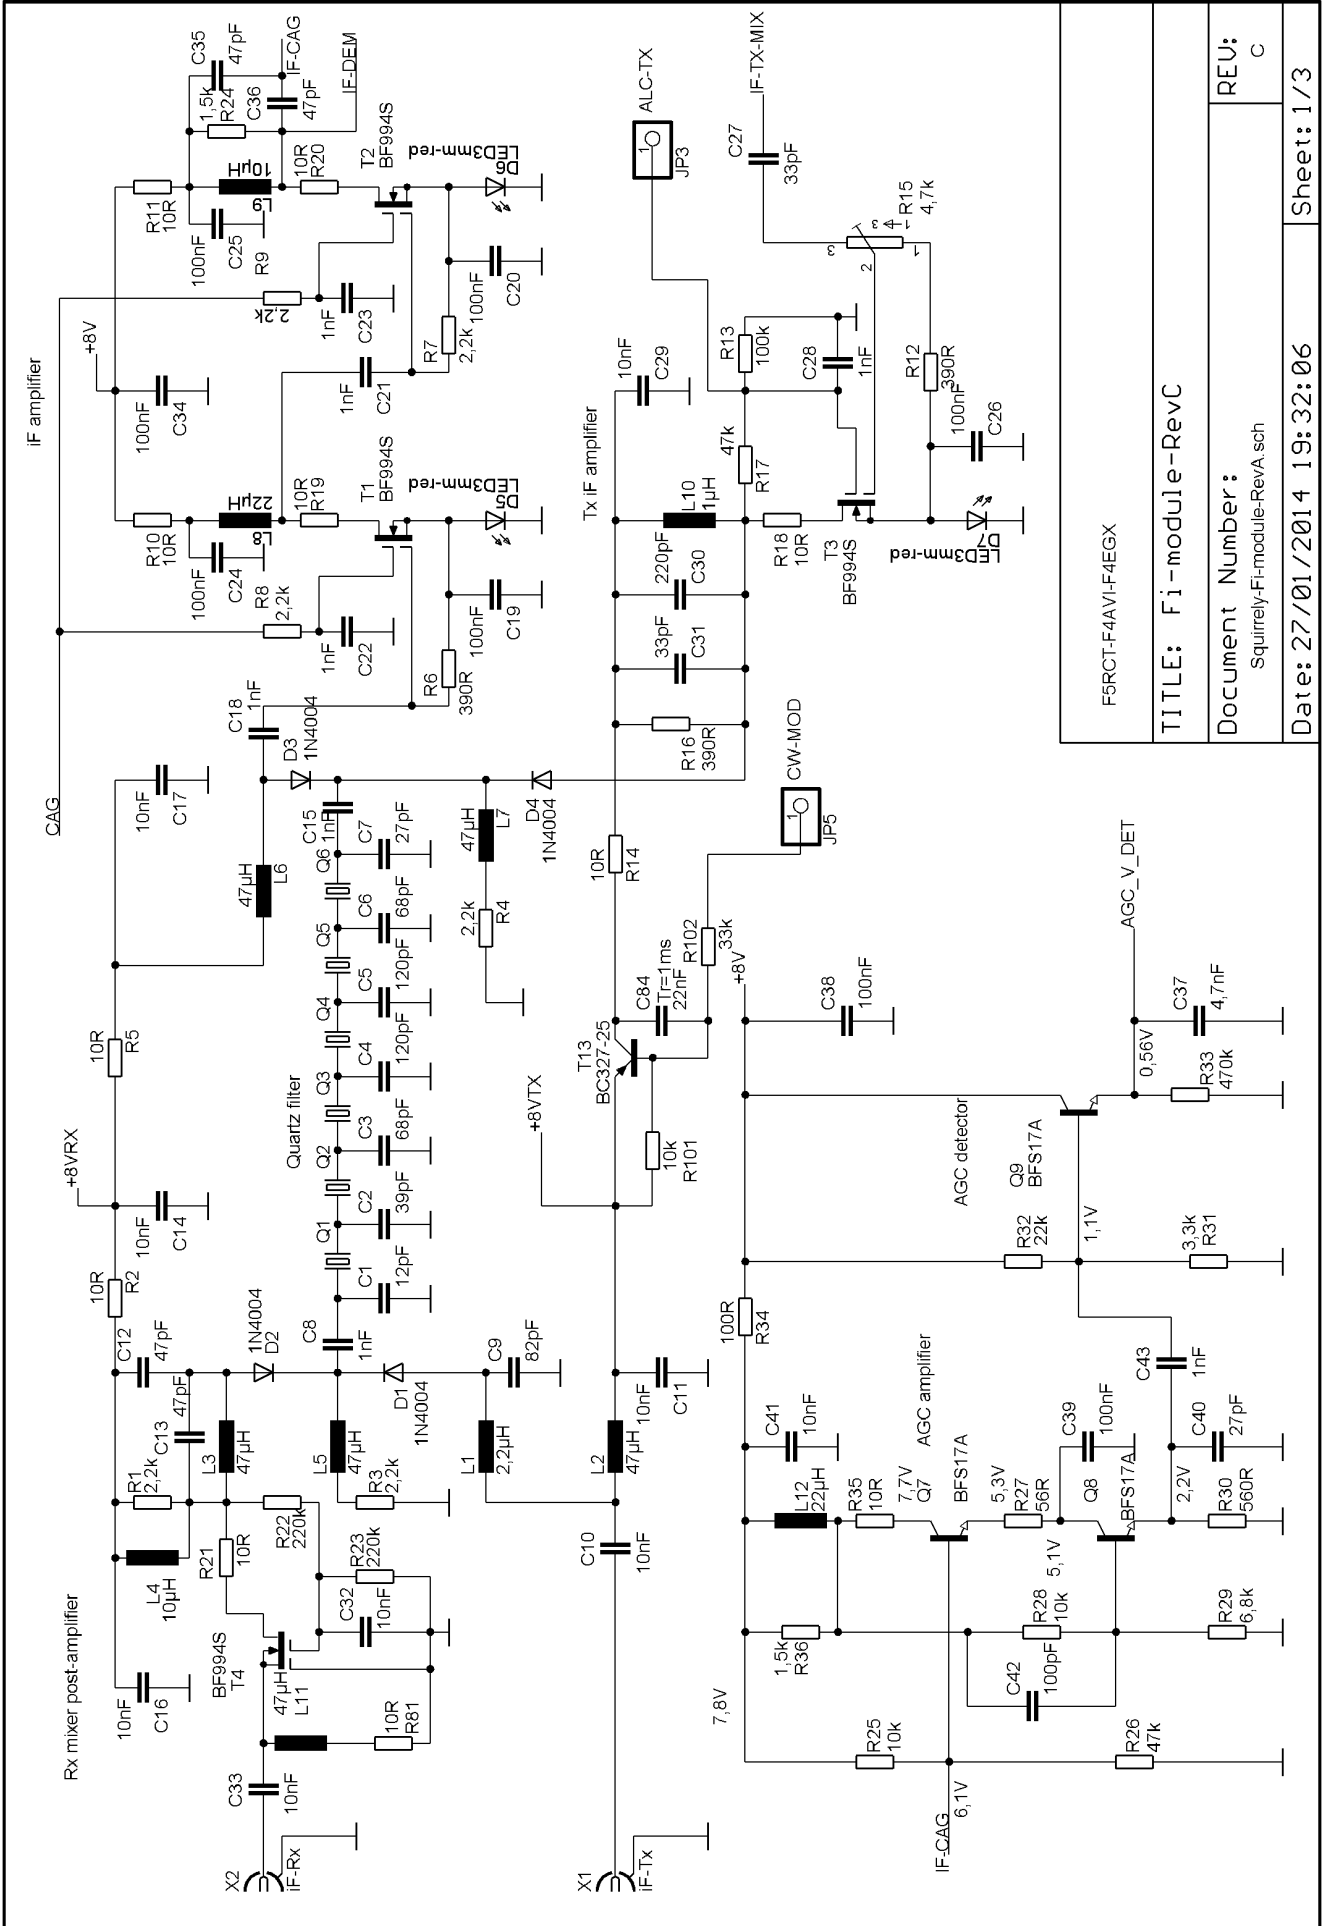 Rx mixer post-amplifier
X2
iF-Rx
C33
10nF
10nF
C16
L11
47µH
10R
R81
BF994S
T4
L4
10µH
R21
10R
R1
2,2k
C13
47pF
C12
47pF
L3
47µH
R22
220k
R23
220k
C32
10nF
L5
47µH
R3
2,2k
1N4004
D2
D1
1N4004
10R
R2
+8VRX
10nF
C14
10R
R5
10nF
C17
47µH
L6
Quartz filter
C8
1nF
C1
12pF
Q1
C2
39pF
Q2
C3
68pF
Q3
C4
120pF
Q4
C5
120pF
Q5
C6
68pF
Q6
C7
27pF
C15
1nF
D3
1N4004
C18
1nF
L1
2,2µH
C9
82pF
2,2k
R4
47µH
L7
D4
1N4004
iF amplifier
CAG
+8V
100nF
C34
R10
10R
100nF
C24
L8
22µH
10R
R19
T1
BF994S
D5
LED3mm-red
R8
2,2k
1nF
C22
R6
390R
100nF
C19
1nF
C21
R11
10R
100nF
C25
L9
10µH
10R
R20
T2
BF994S
D6
LED3mm-red
R9
2,2k
1nF
C23
R7
2,2k
100nF
C20
C35
47pF
1,5k
R24
C36
47pF
IF-CAG
IF-DEM
X1
iF-Tx
C10
10nF
L2
47µH
10nF
C11
+8VTX
T13
BC327-25
10k
R101
C84
Tr=1ms
22nF
R102
33k
CW-MOD
1
JP5
10R
R14
Tx iF amplifier
R16
390R
33pF
C31
220pF
C30
L10
1µH
10nF
C29
47k
R17
R13
100k
R18
10R
T3
BF994S
D7
LED3mm-red
C28
1nF
R12
390R
100nF
C26
R15
4,7k
1
2
3
1
3
C27
33pF
IF-TX-MIX
ALC-TX
1
JP3
IF-CAG
6,1V
7,8V
R25
10k
R26
47k
1,5k
R36
L12
22µH
C41
10nF
R35
10R
AGC amplifier
7,7V
Q7
BFS17A
5,3V
R27
56R
5,1V
Q8
BFS17A
C39
100nF
R28
10k
C42
100pF
R29
6,8k
2,2V
R30
560R
C40
27pF
C43
1nF
100R
R34
+8V
C38
100nF
AGC detector
R32
22k
1,1V
3,3k
R31
Q9
BFS17A
0,56V
R33
470k
C37
4,7nF
AGC_V_DET
F5RCT-F4AVI-F4EGX
TITLE: Fi-module-RevC
Document Number:
Squirrely-Fi-module-RevA.sch
REV:
C
Date: 27/01/2014 19:32:06
Sheet: 1/3